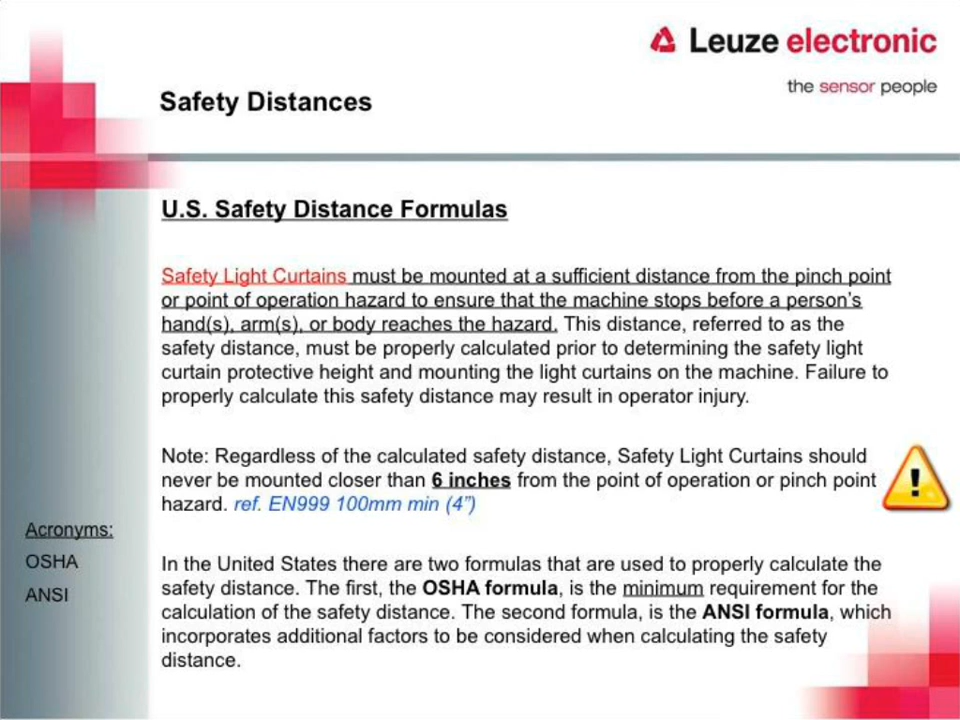 Leuze electronic
the sensor people
Safety Distances
U.S. Safety Distance Formulas
Safety Light Curtains must be mounted at a sufficient distance from the pinch point
or point of operation hazard to ensure that the machine stops before a person's
hand(s), arm(s), or body reaches the hazard. This distance, referred to as the
safety distance, must be properly calculated prior to determining the safety light
curtain protective height and mounting the light curtains on the machine. Failure to
properly calculate this safety distance may result in operator injury.
Note: Regardless of the calculated safety distance, Safety Light Curtains should
never be mounted closer than 6 inches from the point of operation or pinch point
hazard. ref. EN999 100mm min (4")
!
Acronyms:
OSHA
ANSI
In the United States there are two formulas that are used to properly calculate the
safety distance. The first, the OSHA formula, is the minimum requirement for the
calculation of the safety distance. The second formula, is the ANSI formula, which
incorporates additional factors to be considered when calculating the safety
distance.